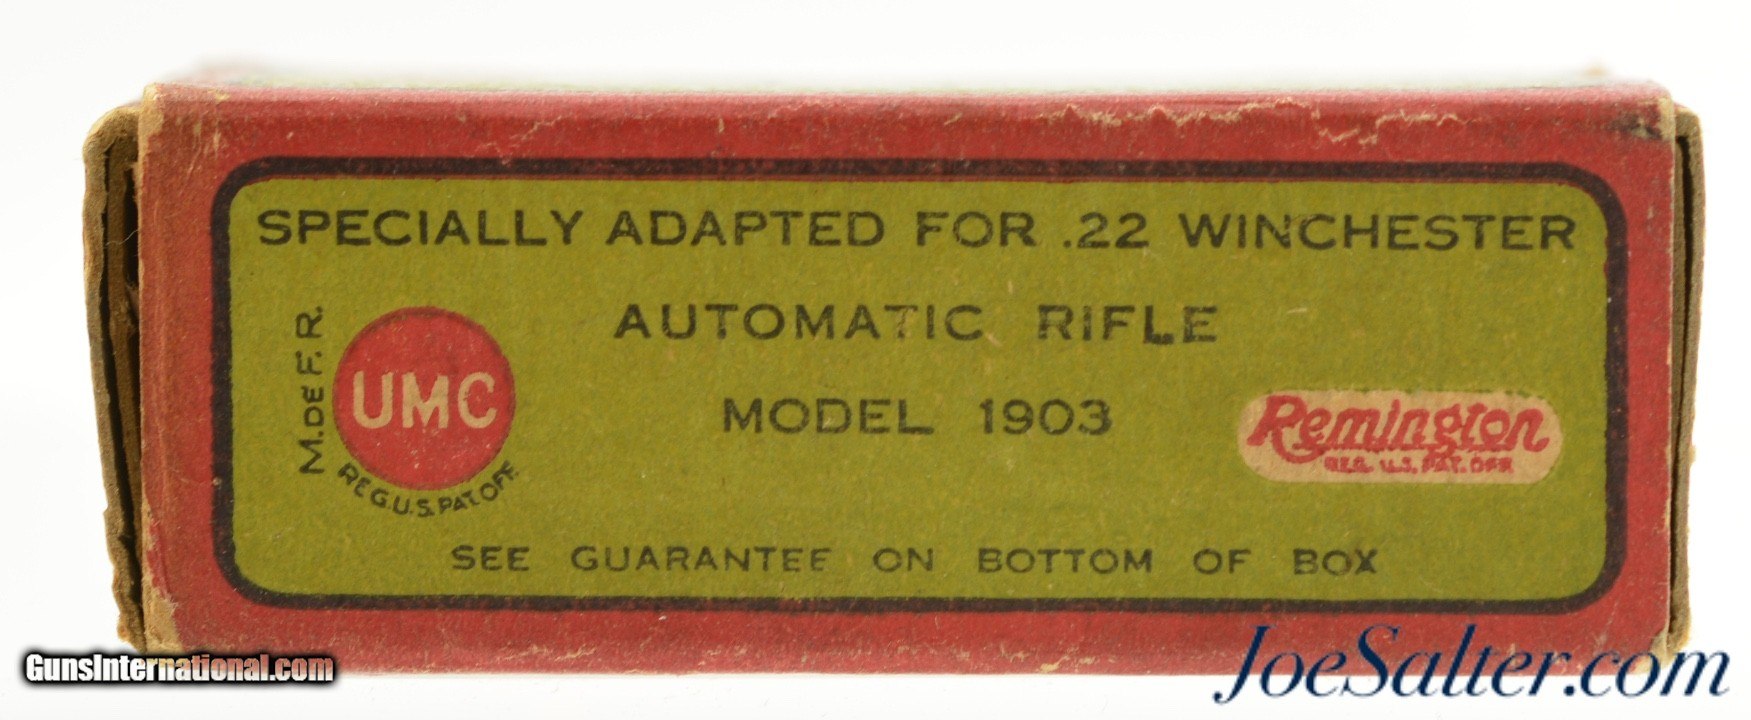 SPECIALLY ADAPTED FOR .22 WINCHESTER
AUTOMATIC RIFLE
MODEL 1903
M. DE F. R.
UMC
REG. U.S. PAT. OFF.
Remington
REG. U.S. PAT. OFF.
SEE GUARANTEE ON BOTTOM OF BOX
GunsInternational.com
JoeSalter.com